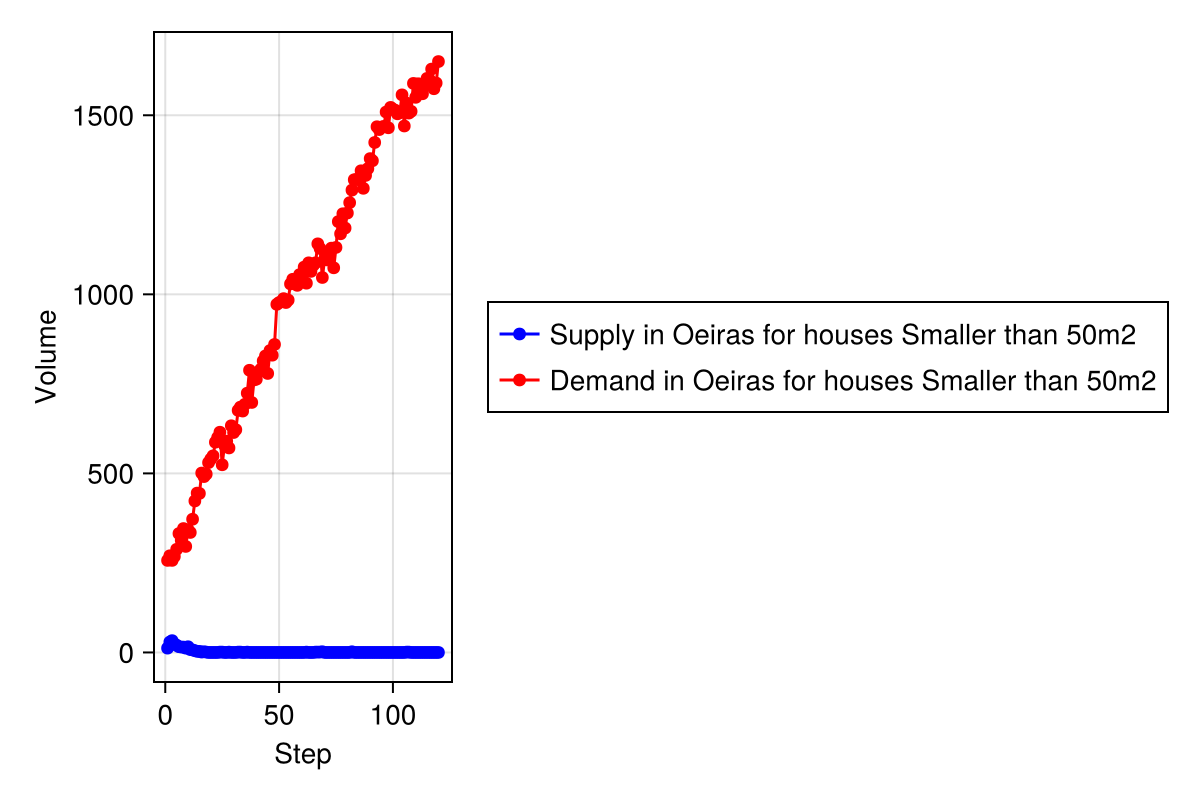 1500
1000
500
0
Volume
0 50 100
Step
Supply in Oeiras for houses Smaller than 50m2
Demand in Oeiras for houses Smaller than 50m2